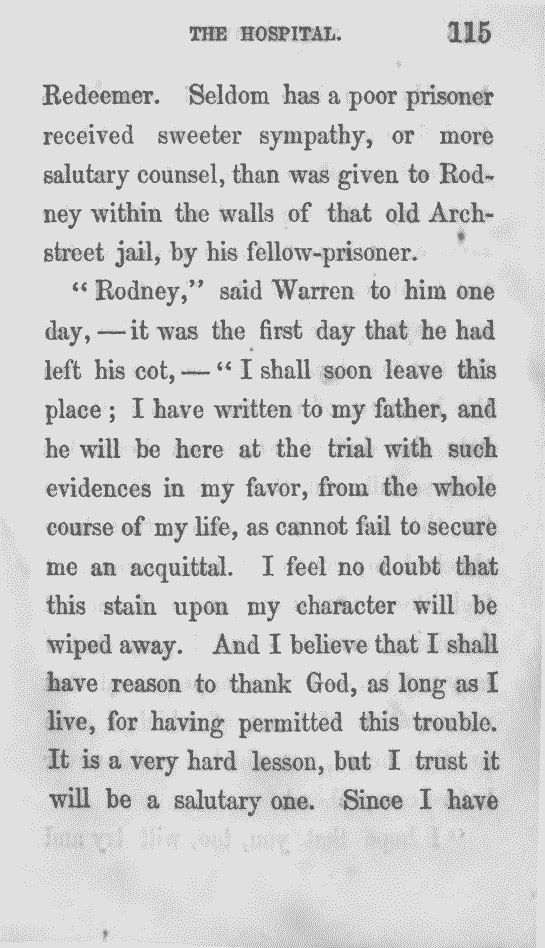 THE HOSPITAL. 115
Redeemer. Seldom has a poor prisoner
received sweeter sympathy, or more
salutary counsel, than was given to Rod-
ney within the walls of that old Arch-
street jail, by his fellow-prisoner.
“Rodney,” said Warren to him one
day, — it was the first day that he had
left his cot, — “I shall soon leave this
place; I have written to my father, and
he will be here at the trial with such
evidences in my favor, from the whole
course of my life, as cannot fail to secure
me an acquittal. I feel no doubt that
this stain upon my character will be
wiped away. And I believe that I shall
have reason to thank God, as long as I
live, for having permitted this trouble.
It is a very hard lesson, but I trust it
will be a salutary one. Since I have